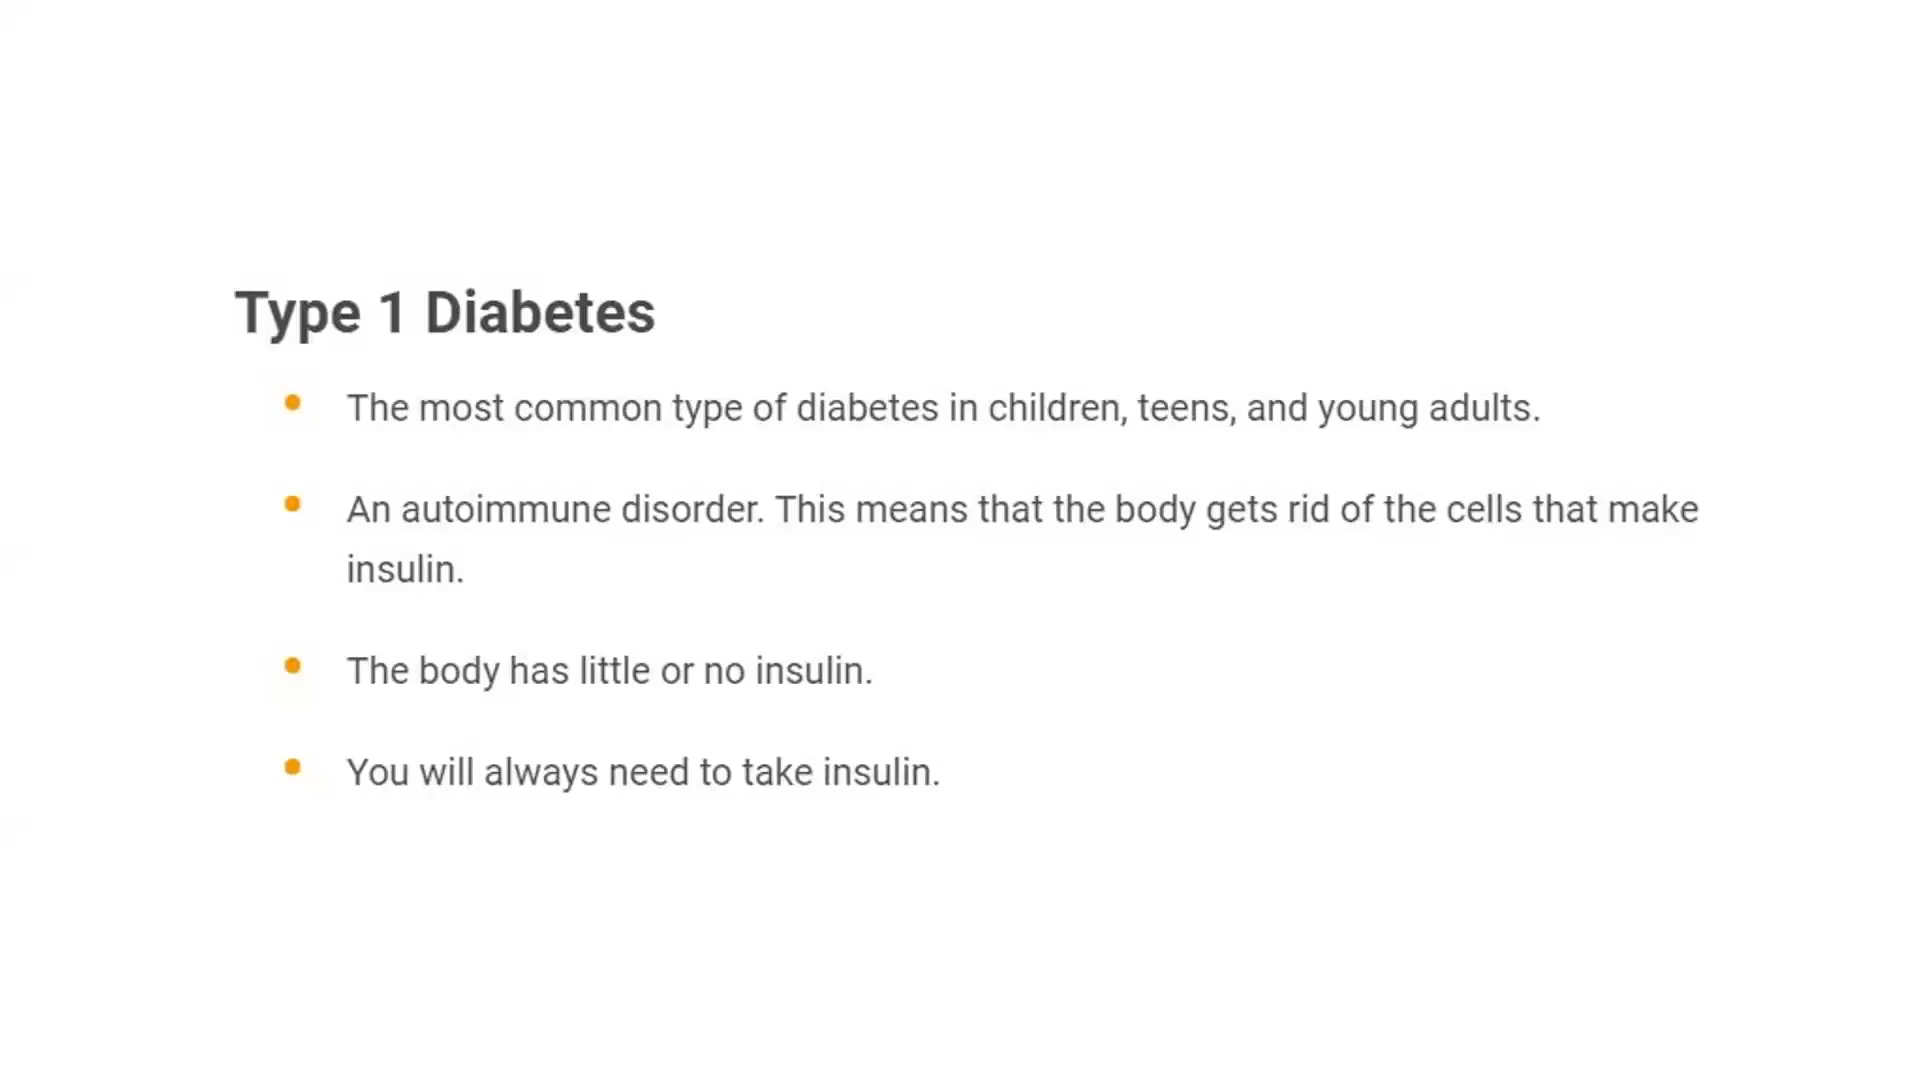 Type 1 Diabetes
The most common type of diabetes in children, teens, and young adults.
An autoimmune disorder. This means that the body gets rid of the cells that make
insulin.
The body has little or no insulin.
You will always need to take insulin.